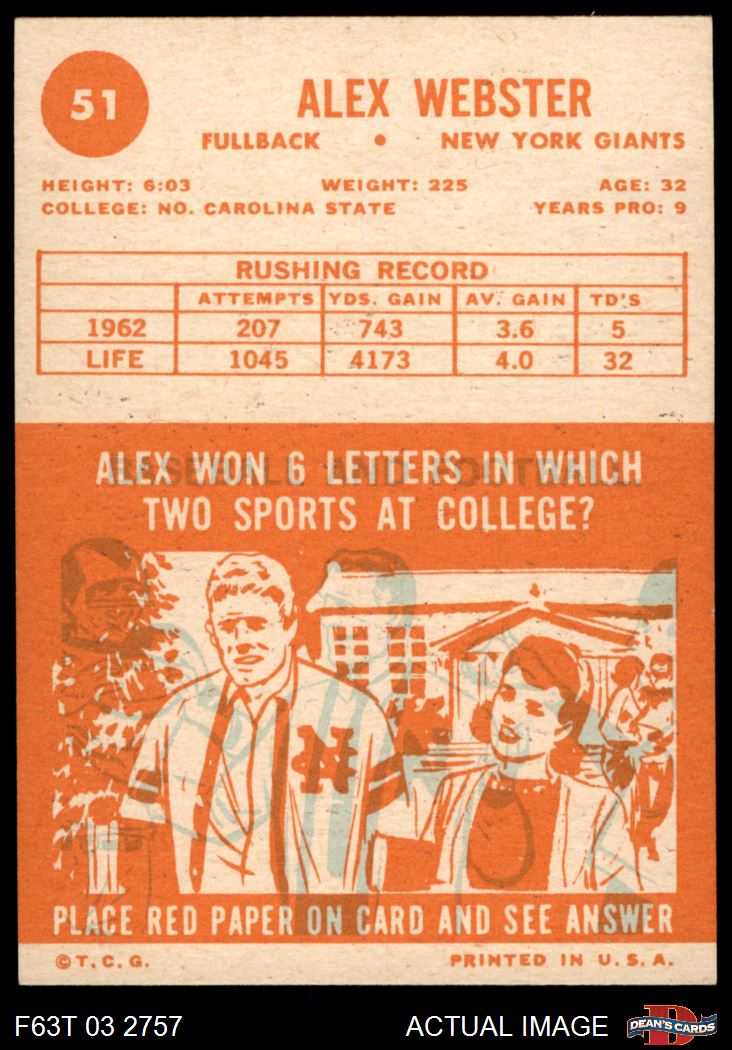 51
ALEX WEBSTER
FULLBACK • NEW YORK GIANTS
HEIGHT: 6:03 WEIGHT: 225 AGE: 32
COLLEGE: NO. CAROLINA STATE YEARS PRO: 9
RUSHING RECORD
ATTEMPTS YDS. GAIN AV. GAIN TD'S
1962 207 743 3.6 5
LIFE 1045 4173 4.0 32
ALEX WON 6 LETTERS IN WHICH
BASEBALL AND FOOTBALL.
TWO SPORTS AT COLLEGE?
PLACE RED PAPER ON CARD AND SEE ANSWER
© T. C. G. PRINTED IN U. S. A.
F63T 03 2757 ACTUAL IMAGE DEAN'S CARDS